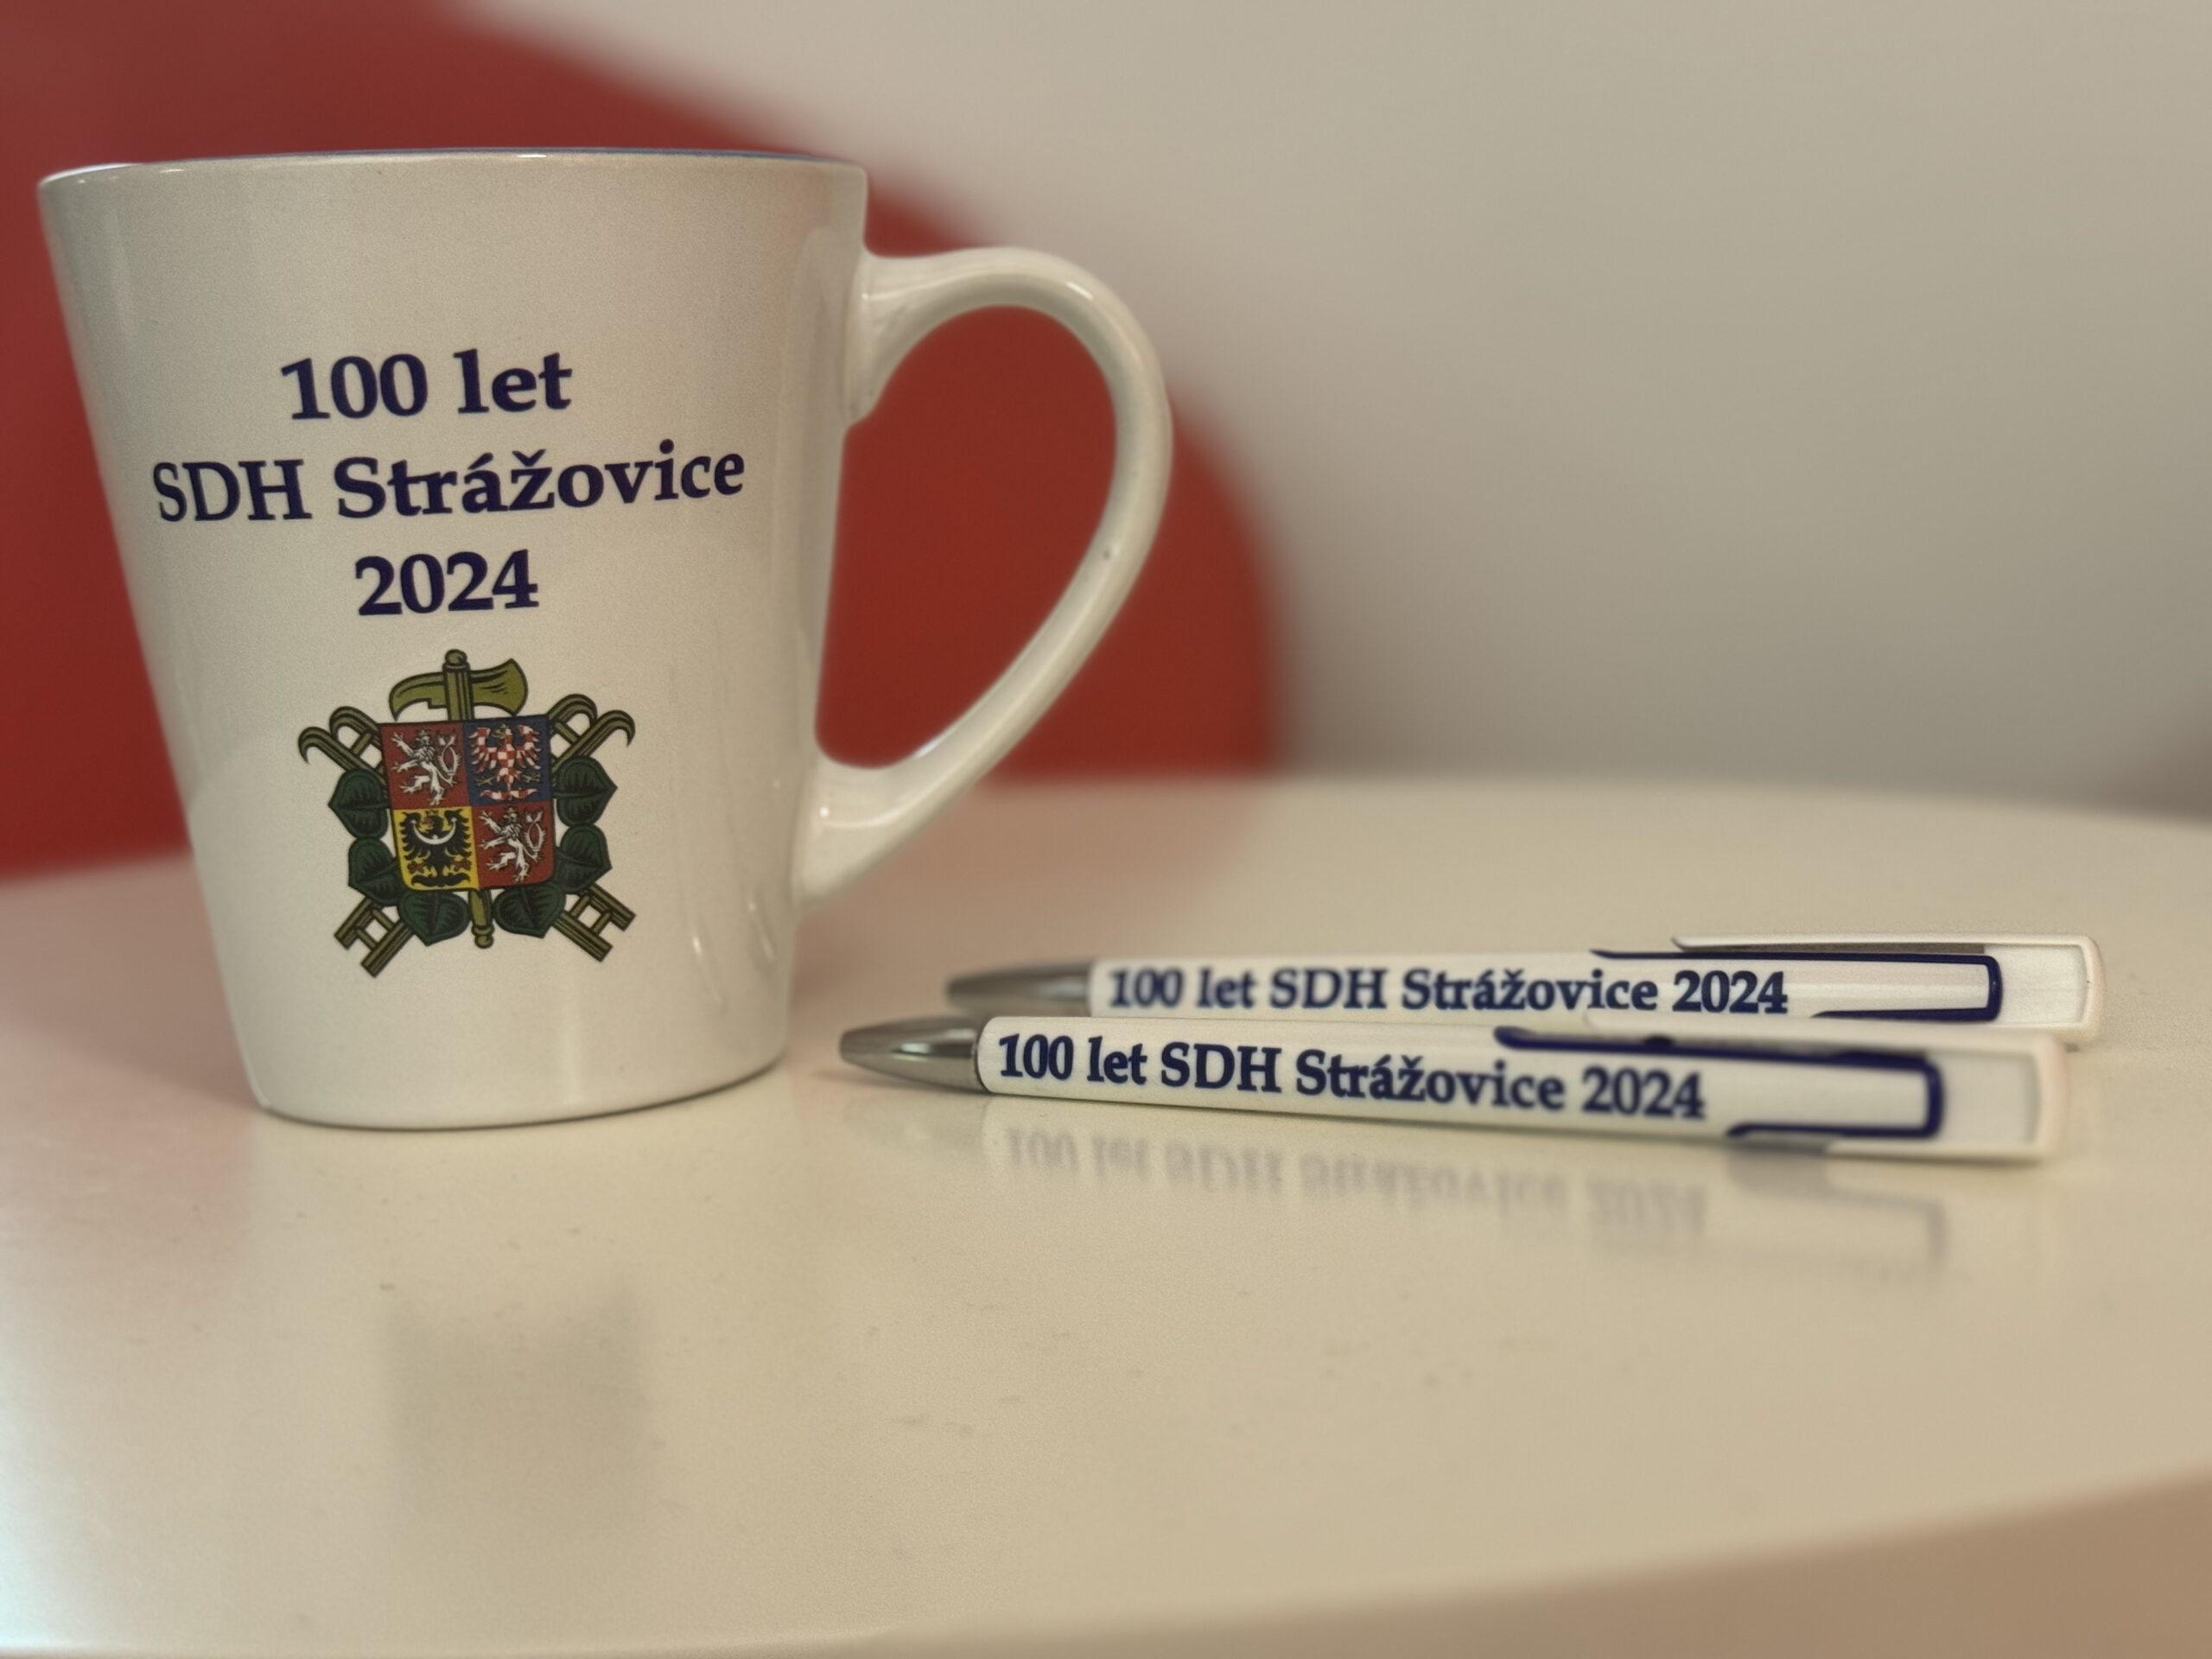 100 let
SDH Strážovice
2024
100 let SDH Strážovice 2024
100 let SDH Strážovice 2024